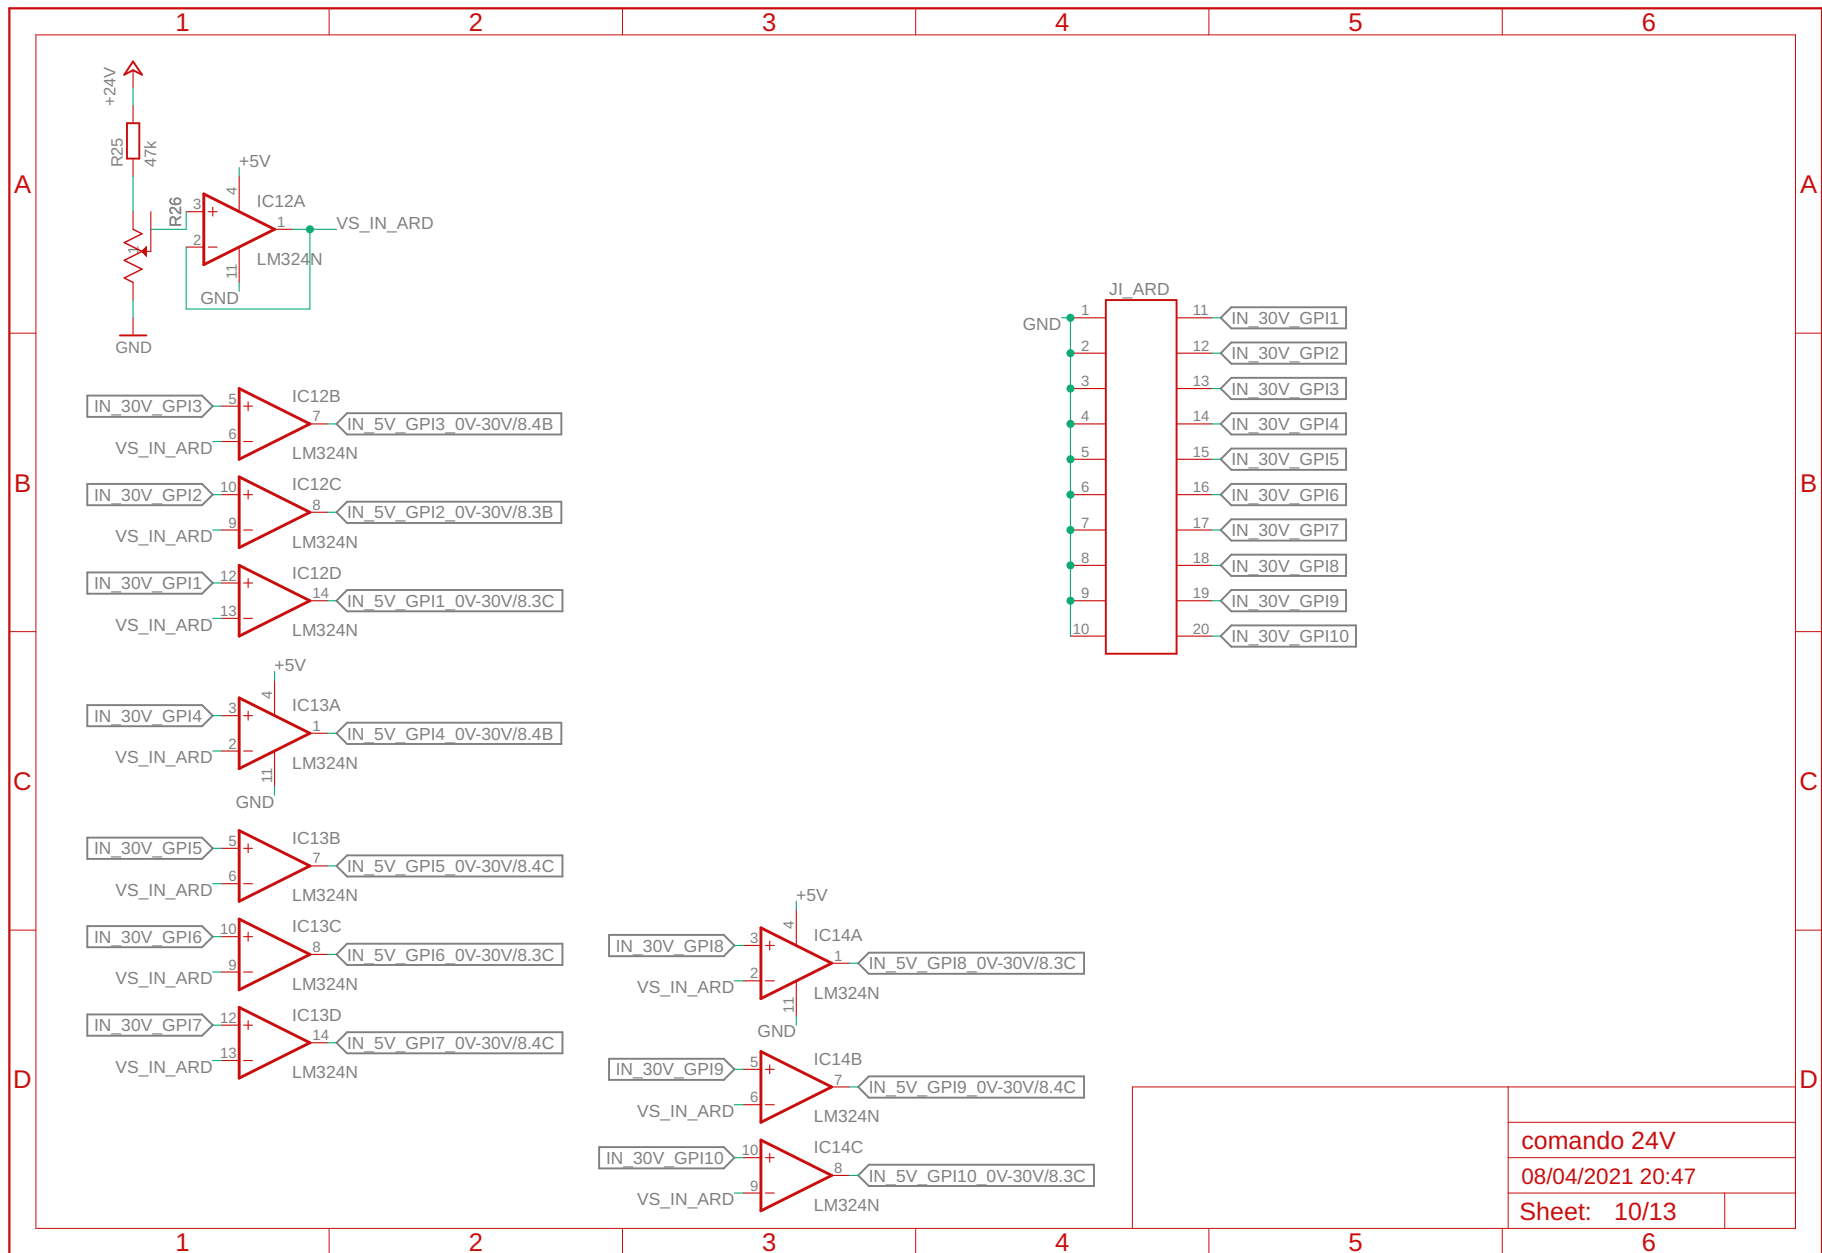 1 2 3 4 5 6
A A
B B
C C
D D
+24V
R25
47k
R26
1
+5V
4
IC12A
3
+
2
-
1
VS_IN_ARD
11
LM324N
GND
GND
IN_30V_GPI3
5
+
IC12B
7
IN_5V_GPI3_0V-30V/8.4B
VS_IN_ARD
6
-
LM324N
IN_30V_GPI2
10
+
IC12C
8
IN_5V_GPI2_0V-30V/8.3B
VS_IN_ARD
9
-
LM324N
IN_30V_GPI1
12
+
IC12D
14
IN_5V_GPI1_0V-30V/8.3C
VS_IN_ARD
13
-
LM324N
+5V
4
IN_30V_GPI4
3
+
IC13A
1
IN_5V_GPI4_0V-30V/8.4B
VS_IN_ARD
2
-
LM324N
11
GND
IN_30V_GPI5
5
+
IC13B
7
IN_5V_GPI5_0V-30V/8.4C
VS_IN_ARD
6
-
LM324N
IN_30V_GPI6
10
+
IC13C
8
IN_5V_GPI6_0V-30V/8.3C
VS_IN_ARD
9
-
LM324N
IN_30V_GPI7
12
+
IC13D
14
IN_5V_GPI7_0V-30V/8.4C
VS_IN_ARD
13
-
LM324N
+5V
4
IN_30V_GPI8
3
+
IC14A
1
IN_5V_GPI8_0V-30V/8.3C
VS_IN_ARD
2
-
LM324N
11
GND
IN_30V_GPI9
5
+
IC14B
7
IN_5V_GPI9_0V-30V/8.4C
VS_IN_ARD
6
-
LM324N
IN_30V_GPI10
10
+
IC14C
8
IN_5V_GPI10_0V-30V/8.3C
VS_IN_ARD
9
-
LM324N
JI_ARD
GND 1 11 IN_30V_GPI1
2 12 IN_30V_GPI2
3 13 IN_30V_GPI3
4 14 IN_30V_GPI4
5 15 IN_30V_GPI5
6 16 IN_30V_GPI6
7 17 IN_30V_GPI7
8 18 IN_30V_GPI8
9 19 IN_30V_GPI9
10 20 IN_30V_GPI10
comando 24V
08/04/2021 20:47
Sheet: 10/13
1 2 3 4 5 6